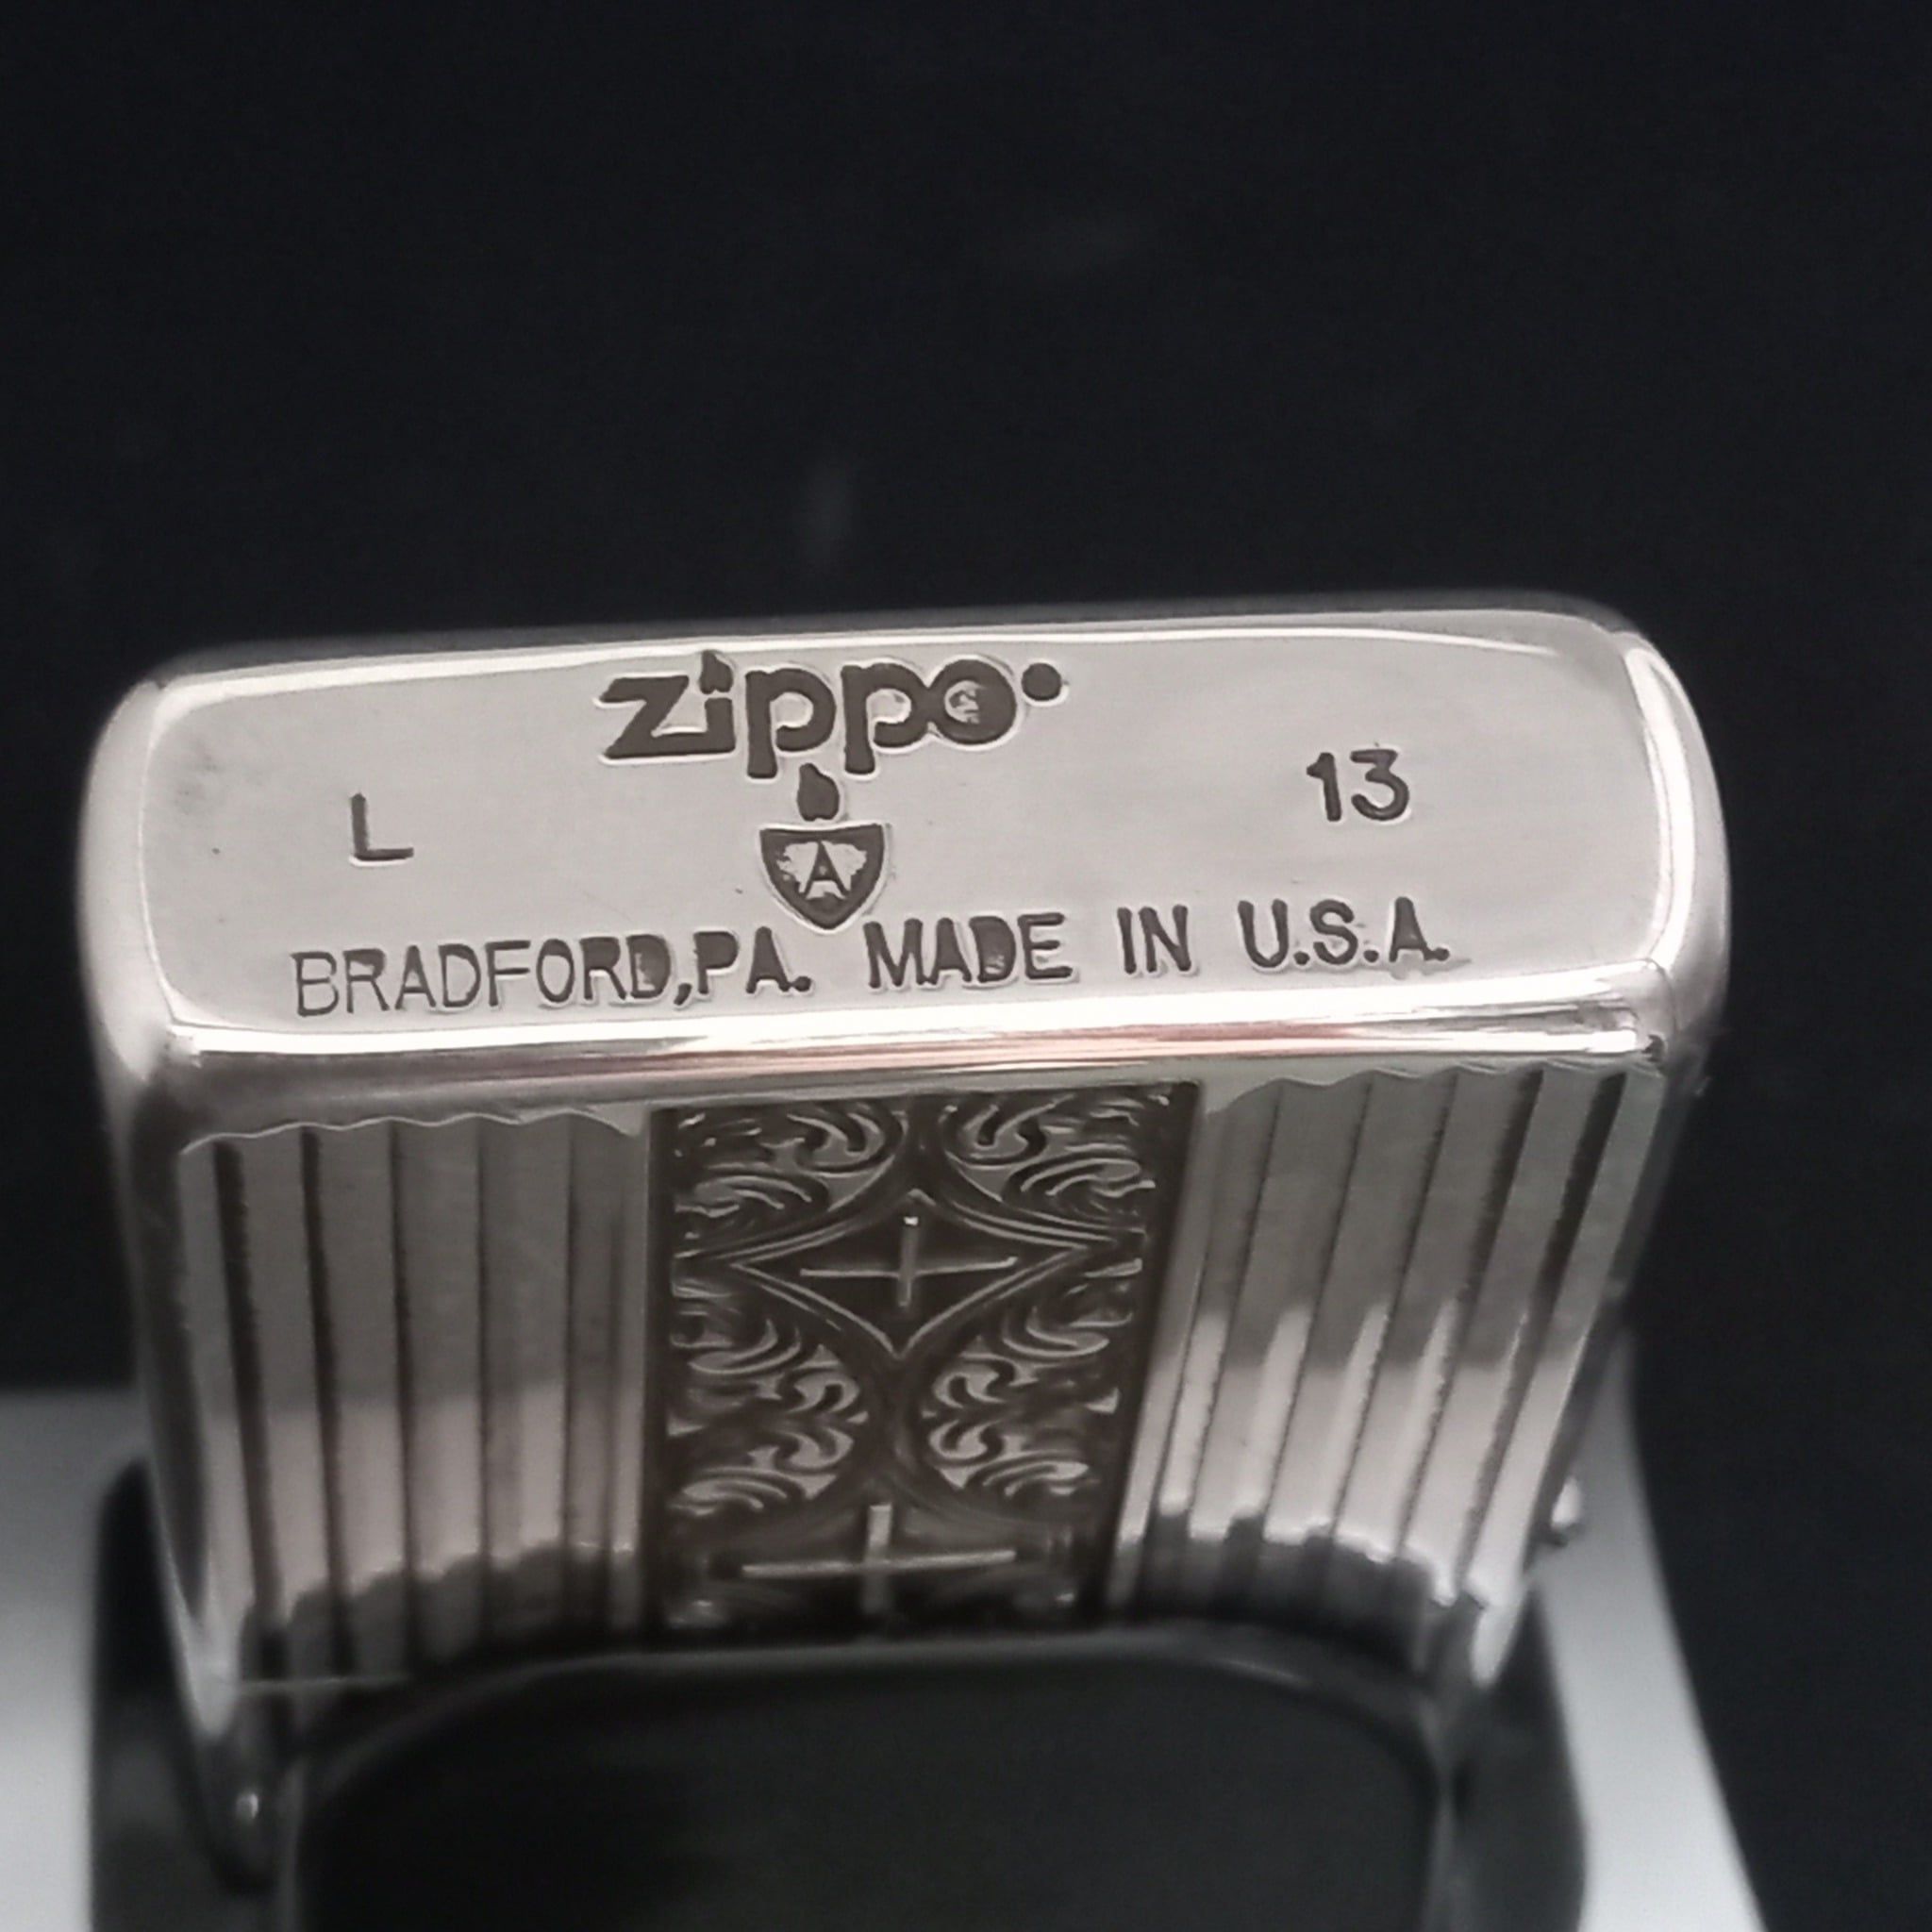 zippo
L
13
A
BRADFORD,PA. MADE IN U.S.A.